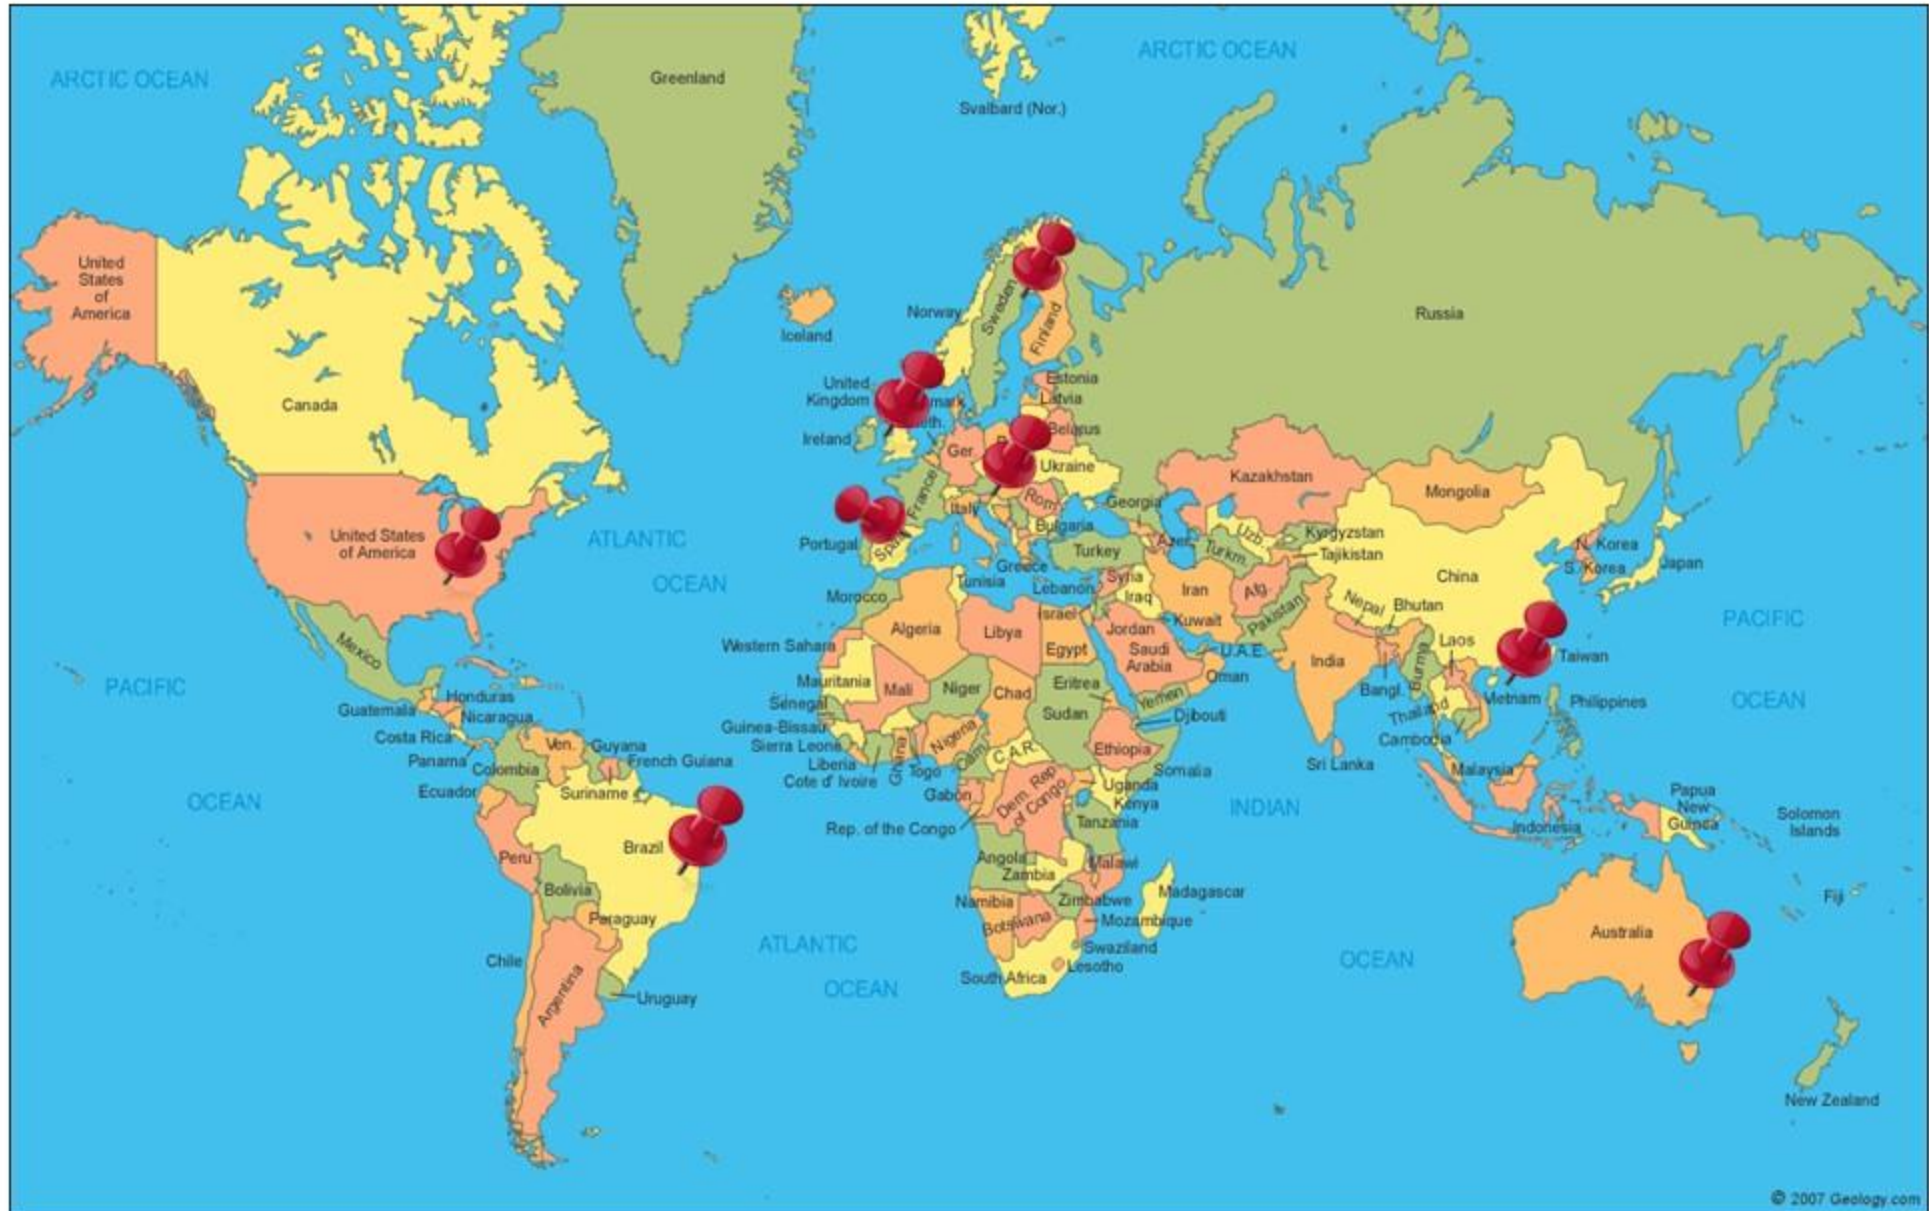 ARCTIC OCEAN
Greenland
ARCTIC OCEAN
Svalbard (Nor.)
United
States
of
America
Canada
Iceland
Norway
Sweden
Finland
Russia
United
Kingdom
Ireland
Estonia
Latvia
Belarus
Ger.
Ukraine
France
Italy
Rom.
Bulgaria
Portugal
Greece
Turkey
Georgia
Azer.
Kazakhstan
Uzb.
Turkm.
Kyrgyzstan
Tajikistan
Mongolia
China
N. Korea
S. Korea
Japan
United States
of America
ATLANTIC
OCEAN
Mexico
Guatemala
Honduras
Nicaragua
Costa Rica
Panama
PACIFIC
OCEAN
Ven.
Guyana
French Guiana
Colombia
Suriname
Ecuador
Peru
Brazil
Bolivia
Paraguay
Chile
Argentina
Uruguay
ATLANTIC
OCEAN
Morocco
Tunisia
Algeria
Libya
Egypt
Western Sahara
Mauritania
Mali
Niger
Chad
Sudan
Eritrea
Senegal
Guinea-Bissau
Sierra Leone
Liberia
Cote d' Ivoire
Ghana
Togo
Nigeria
Cam.
C.A.R.
Ethiopia
Djibouti
Somalia
Gabon
Rep. of the Congo
Dem. Rep
of Congo
Uganda
Kenya
Tanzania
Angola
Zambia
Malawi
Namibia
Botswana
Zimbabwe
Mozambique
Madagascar
Swaziland
Lesotho
South Africa
Lebanon
Syria
Israel
Iraq
Jordan
Kuwait
Iran
Saudi
Arabia
U.A.E.
Oman
Yemen
Afg.
Pakistan
India
Nepal
Bhutan
Bangl.
Burma
Laos
Thailand
Vietnam
Cambodia
Sri Lanka
Taiwan
Philippines
Malaysia
Indonesia
Papua
New
Guinea
Solomon
Islands
INDIAN
OCEAN
PACIFIC
OCEAN
Australia
Fiji
New Zealand
© 2007 Geology.com